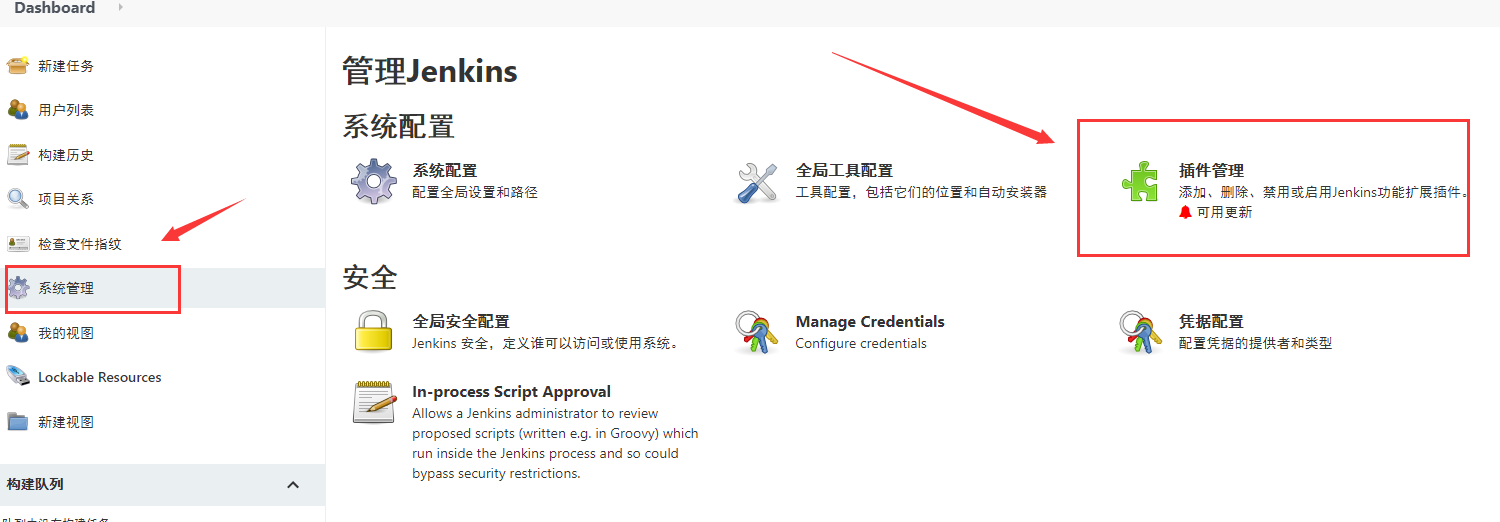 Dashboard
新建任务
用户列表
构建历史
项目关系
检查文件指纹
系统管理
我的视图
Lockable Resources
新建视图
构建队列
队列中没有构建任务
管理Jenkins
系统配置
系统配置
配置全局设置和路径
全局工具配置
工具配置，包括它们的位置和自动安装器
插件管理
添加、删除、禁用或启用Jenkins功能扩展插件。
可用更新
安全
全局安全配置
Jenkins 安全，定义谁可以访问或使用系统。
Manage Credentials
Configure credentials
凭据配置
配置凭据的提供者和类型
In-process Script Approval
Allows a Jenkins administrator to review
proposed scripts (written e.g. in Groovy) which
run inside the Jenkins process and so could
bypass security restrictions.